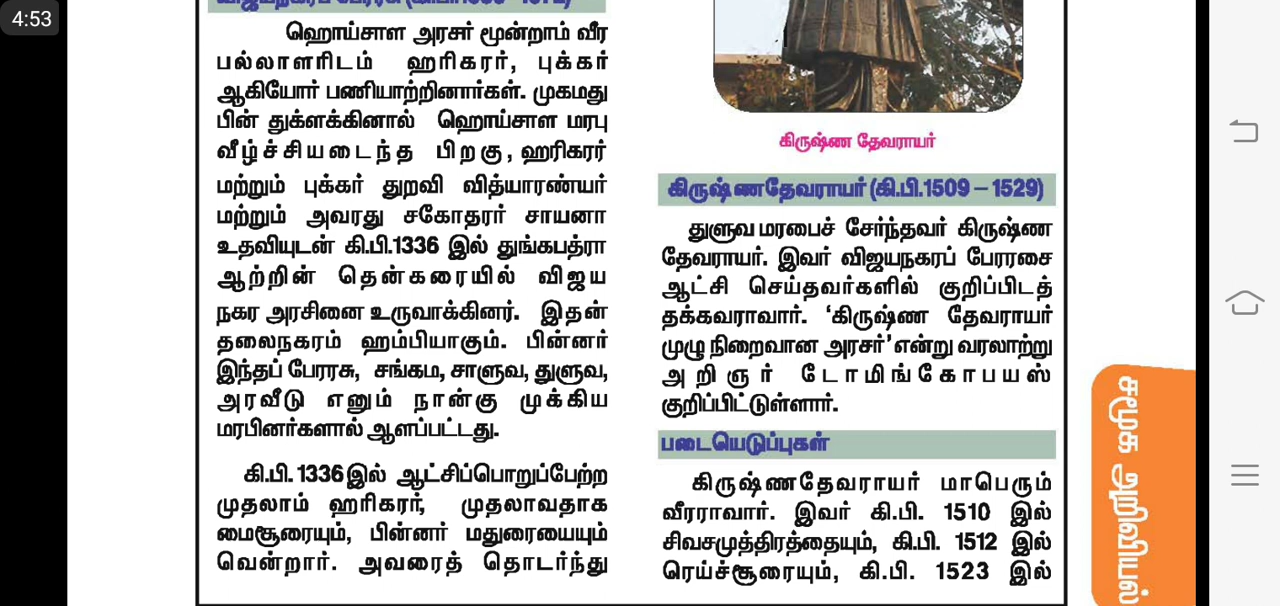 4:53
ஹொய்சாள அரசர் மூன்றாம் வீர
பல்லாளரிடம் ஹரிகரர், புக்கர்
ஆகியோர் பணியாற்றினார்கள். முகமது
பின் துக்ளக்கினால் ஹொய்சாள மரபு
வீழ்ச்சியடைந்த பிறகு, ஹரிகரர்
மற்றும் புக்கர் துறவி வித்யாரண்யர்
மற்றும் அவரது சகோதரர் சாயனா
உதவியுடன் கி.பி.1336 இல் துங்கபத்ரா
ஆற்றின் தென்கரையில் விஜய
நகர அரசினை உருவாக்கினர். இதன்
தலைநகரம் ஹம்பியாகும். பின்னர்
இந்தப் பேரரசு, சங்கம, சாளுவ, துளுவ,
அரவீடு எனும் நான்கு முக்கிய
மரபினர்களால் ஆளப்பட்டது.
கி.பி. 1336இல் ஆட்சிப்பொறுப்பேற்ற
முதலாம் ஹரிகரர், முதலாவதாக
மைசூரையும், பின்னர் மதுரையையும்
வென்றார். அவரைத் தொடர்ந்து
கிருஷ்ண தேவராயர்
கிருஷ்ணதேவராயர் (கி.பி.1509 – 1529)
துளுவ மரபைச் சேர்ந்தவர் கிருஷ்ண
தேவராயர். இவர் விஜயநகரப் பேரரசை
ஆட்சி செய்தவர்களில் குறிப்பிடத்
தக்கவராவார். ‘கிருஷ்ண தேவராயர்
முழு நிறைவான அரசர்’ என்று வரலாற்று
அறிஞர் டோமிங்கோபயஸ்
குறிப்பிட்டுள்ளார்.
படையெடுப்புகள்
கிருஷ்ணதேவராயர் மாபெரும்
வீரராவார். இவர் கி.பி. 1510 இல்
சிவசமுத்திரத்தையும், கி.பி. 1512 இல்
ரெய்ச்சூரையும், கி.பி. 1523 இல்
சமூக அறிவியல்